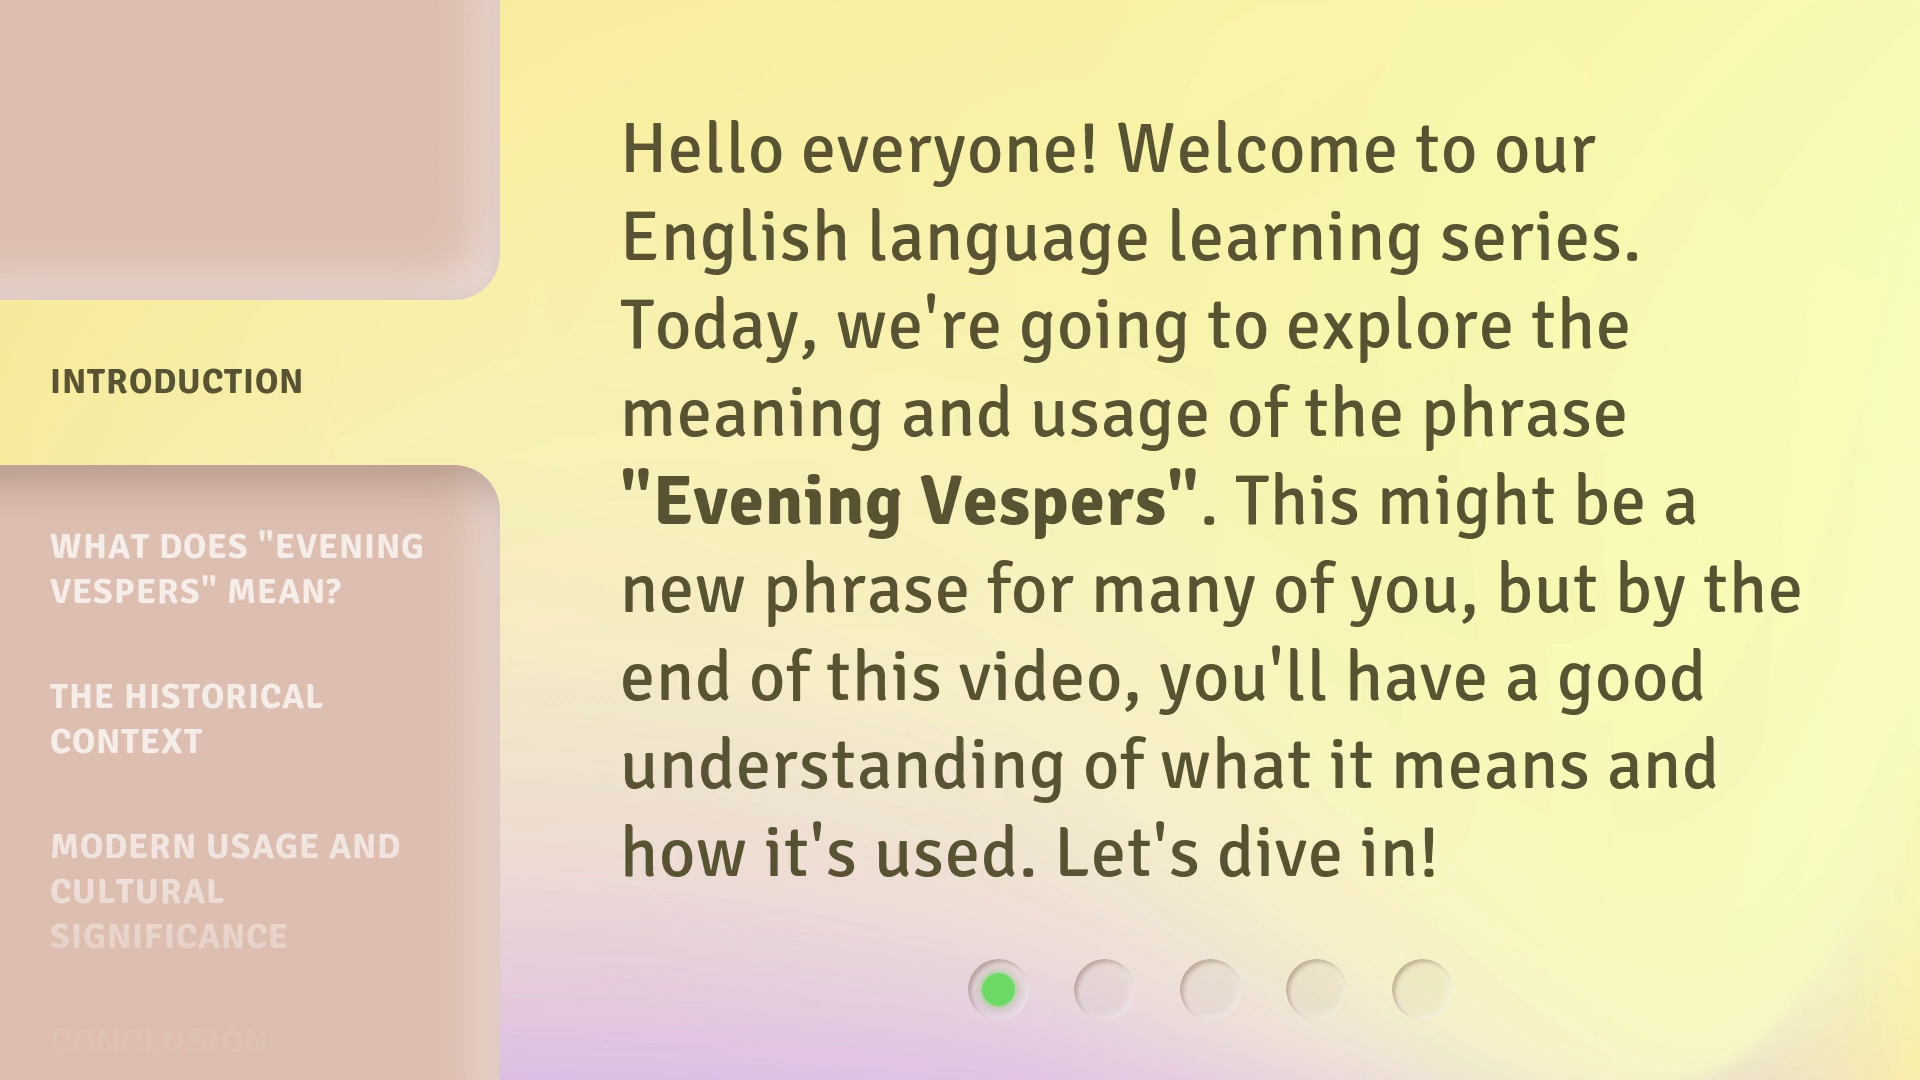 INTRODUCTION
WHAT DOES "EVENING
VESPERS" MEAN?
THE HISTORICAL
CONTEXT
MODERN USAGE AND
CULTURAL
SIGNIFICANCE
CONCLUSION
Hello everyone! Welcome to our
English language learning series.
Today, we're going to explore the
meaning and usage of the phrase
"Evening Vespers". This might be a
new phrase for many of you, but by the
end of this video, you'll have a good
understanding of what it means and
how it's used. Let's dive in!